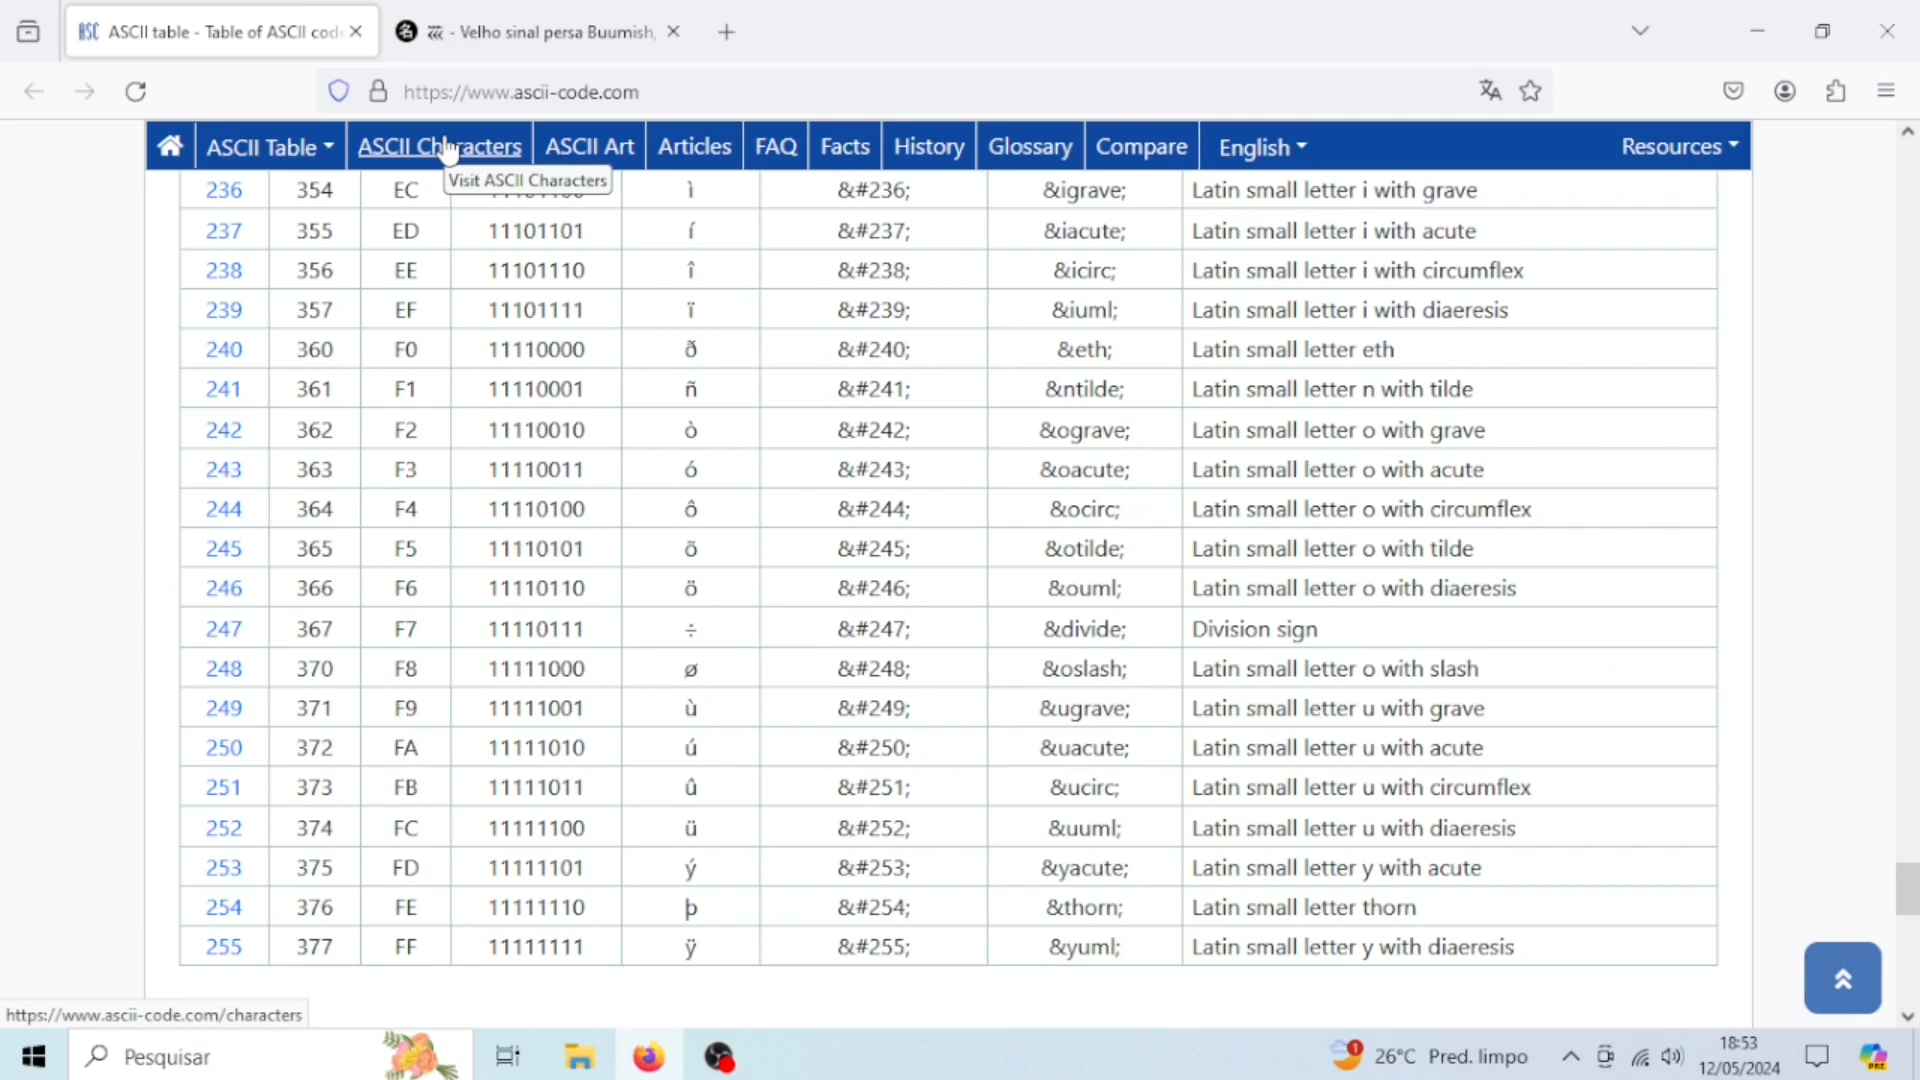 ASCII table - Table of ASCII cod
- Velho sinal persa Buumish,
https://www.ascii-code.com
ASCII Table ASCII Characters ASCII Art Articles FAQ Facts History Glossary Compare English Resources
Visit ASCII Characters
236 354 EC ì &#236; &igrave; Latin small letter i with grave
237 355 ED 11101101 í &#237; &iacute; Latin small letter i with acute
238 356 EE 11101110 î &#238; &icirc; Latin small letter i with circumflex
239 357 EF 11101111 ï &#239; &iuml; Latin small letter i with diaeresis
240 360 F0 11110000 ð &#240; &eth; Latin small letter eth
241 361 F1 11110001 ñ &#241; &ntilde; Latin small letter n with tilde
242 362 F2 11110010 ò &#242; &ograve; Latin small letter o with grave
243 363 F3 11110011 ó &#243; &oacute; Latin small letter o with acute
244 364 F4 11110100 ô &#244; &ocirc; Latin small letter o with circumflex
245 365 F5 11110101 õ &#245; &otilde; Latin small letter o with tilde
246 366 F6 11110110 ö &#246; &ouml; Latin small letter o with diaeresis
247 367 F7 11110111 ÷ &#247; &divide; Division sign
248 370 F8 11111000 ø &#248; &oslash; Latin small letter o with slash
249 371 F9 11111001 ù &#249; &ugrave; Latin small letter u with grave
250 372 FA 11111010 ú &#250; &uacute; Latin small letter u with acute
251 373 FB 11111011 û &#251; &ucirc; Latin small letter u with circumflex
252 374 FC 11111100 ü &#252; &uuml; Latin small letter u with diaeresis
253 375 FD 11111101 ý &#253; &yacute; Latin small letter y with acute
254 376 FE 11111110 þ &#254; &thorn; Latin small letter thorn
255 377 FF 11111111 ÿ &#255; &yuml; Latin small letter y with diaeresis
https://www.ascii-code.com/characters
Pesquisar
26°C Pred. limpo
18:53
12/05/2024